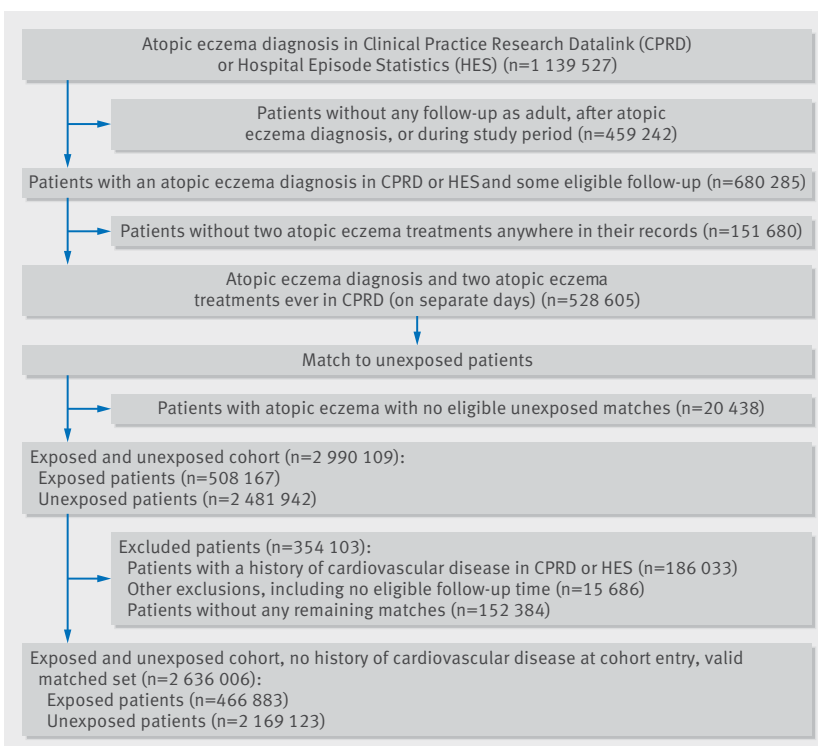 Atopic eczema diagnosis in Clinical Practice Research Datalink (CPRD)
or Hospital Episode Statistics (HES) (n=1 139 527)
Patients without any follow-up as adult, after atopic
eczema diagnosis, or during study period (n=459 242)
Patients with an atopic eczema diagnosis in CPRD or HES and some eligible follow-up (n=680 285)
Patients without two atopic eczema treatments anywhere in their records (n=151 680)
Atopic eczema diagnosis and two atopic eczema
treatments ever in CPRD (on separate days) (n=528 605)
Match to unexposed patients
Patients with atopic eczema with no eligible unexposed matches (n=20 438)
Exposed and unexposed cohort (n=2 990 109):
Exposed patients (n=508 167)
Unexposed patients (n=2 481 942)
Excluded patients (n=354 103):
Patients with a history of cardiovascular disease in CPRD or HES (n=186 033)
Other exclusions, including no eligible follow-up time (n=15 686)
Patients without any remaining matches (n=152 384)
Exposed and unexposed cohort, no history of cardiovascular disease at cohort entry, valid
matched set (n=2 636 006):
Exposed patients (n=466 883)
Unexposed patients (n=2 169 123)